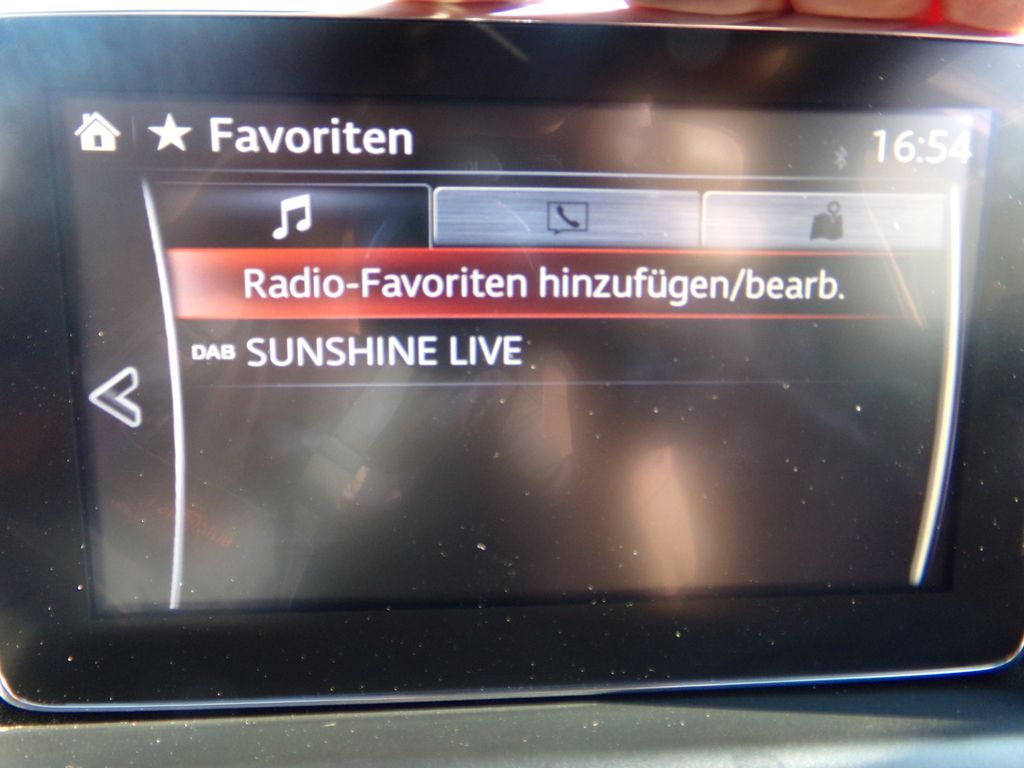 Favoriten
16:54
Radio-Favoriten hinzufügen/bearb.
DAB SUNSHINE LIVE